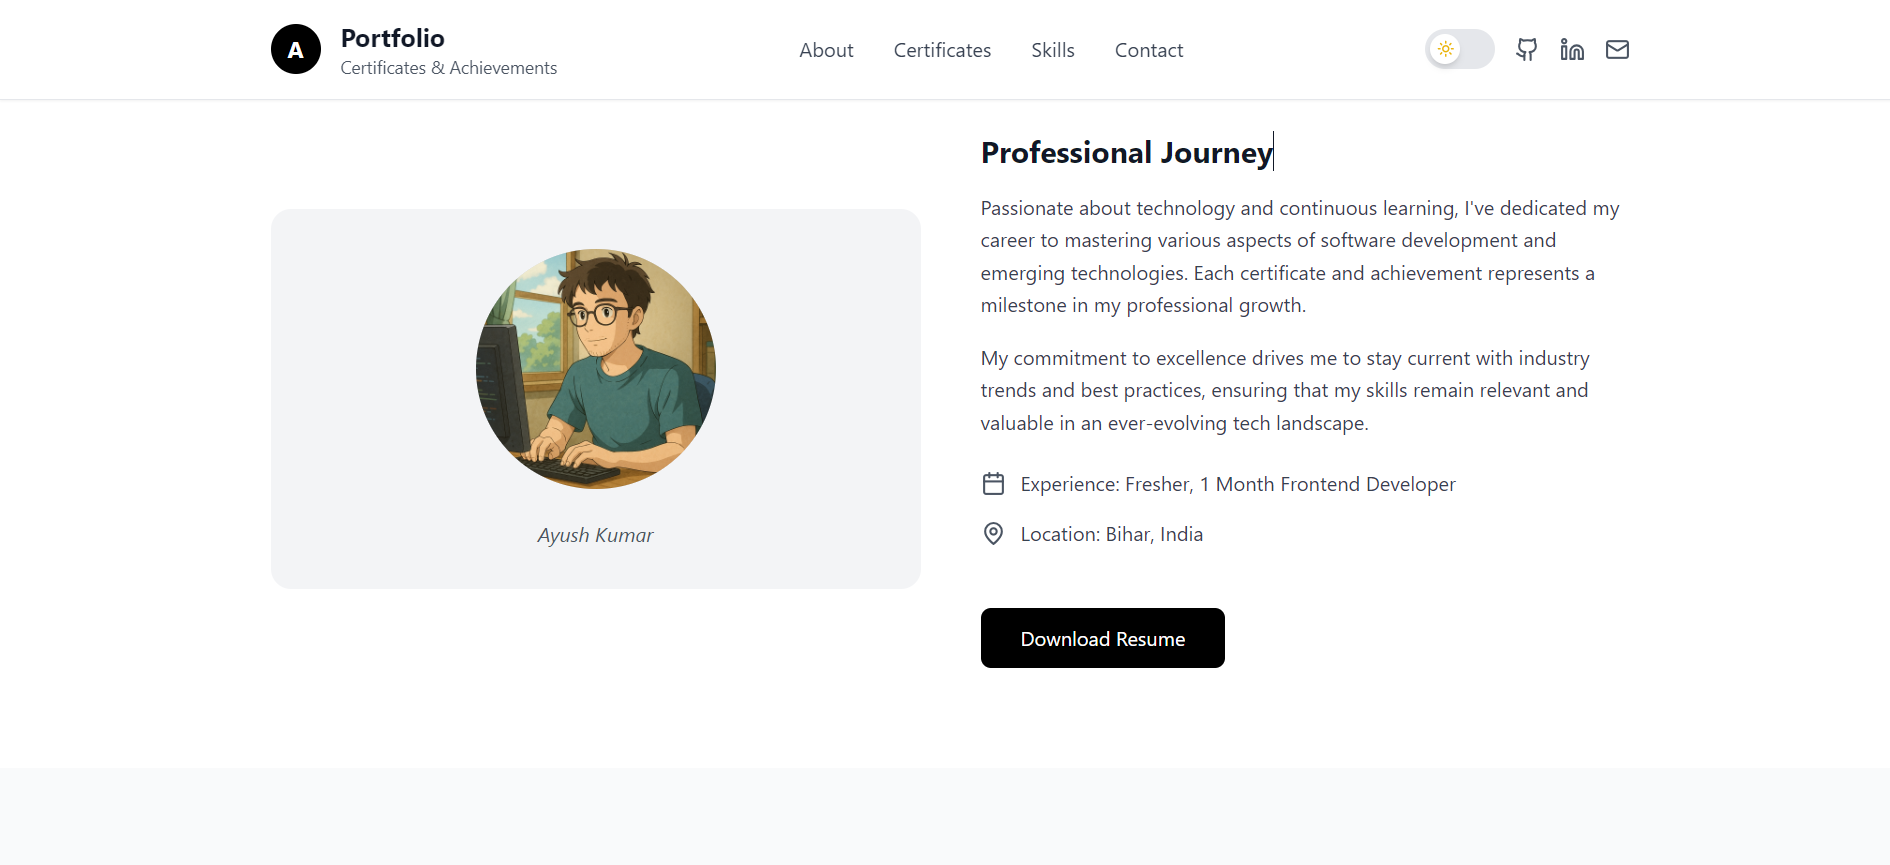 A
Portfolio
Certificates & Achievements
About
Certificates
Skills
Contact
Professional Journey
Passionate about technology and continuous learning, I've dedicated my
career to mastering various aspects of software development and
emerging technologies. Each certificate and achievement represents a
milestone in my professional growth.
My commitment to excellence drives me to stay current with industry
trends and best practices, ensuring that my skills remain relevant and
valuable in an ever-evolving tech landscape.
Experience: Fresher, 1 Month Frontend Developer
Location: Bihar, India
Download Resume
Ayush Kumar